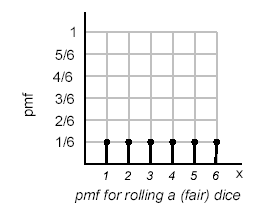 1
5/6
4/6
3/6
2/6
1/6
pmf
1 2 3 4 5 6 x
pmf for rolling a (fair) dice